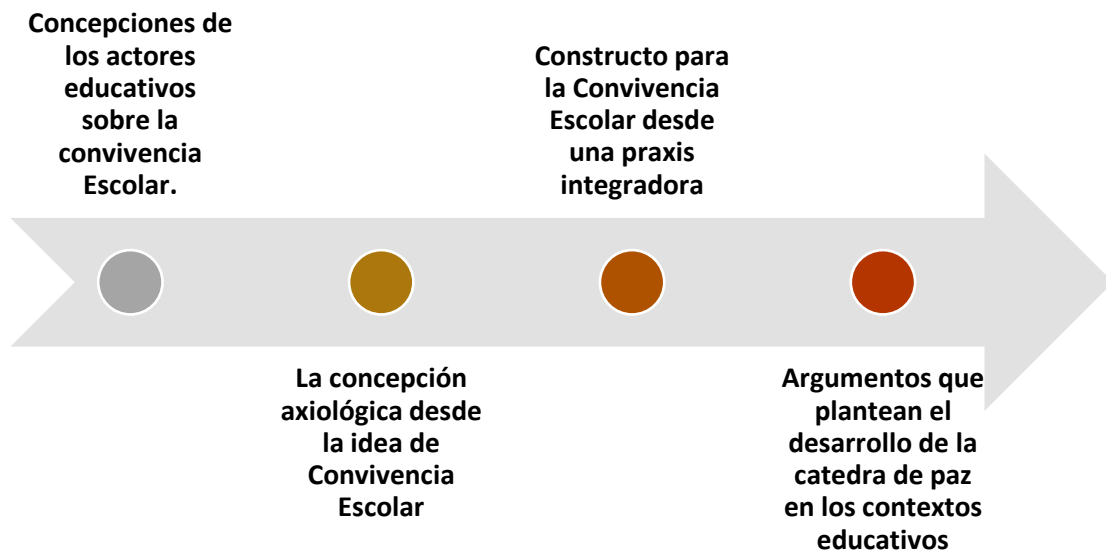 Concepciones de
los actores
educativos
sobre la
convivencia
Escolar.
La concepción
axiológica desde
la idea de
Convivencia
Escolar
Constructo para
la Convivencia
Escolar desde
una praxis
integradora
Argumentos que
plantean el
desarrollo de la
catedra de paz
en los contextos
educativos